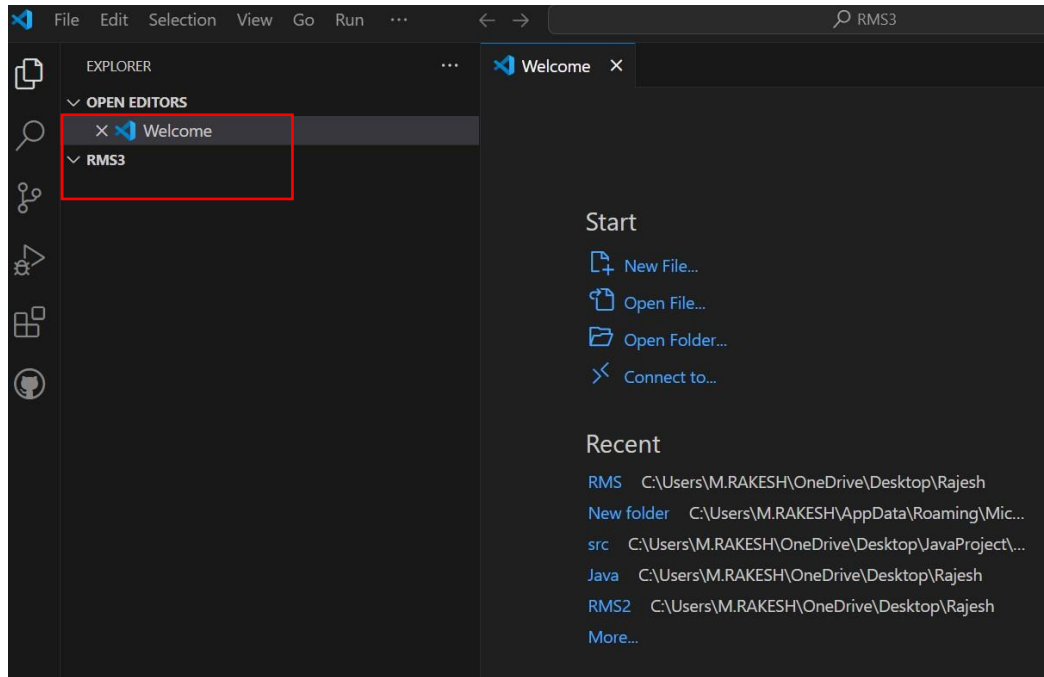 File Edit Selection View Go Run ··· ← → RMS3
EXPLORER ···
OPEN EDITORS
Welcome
RMS3
Welcome
Start
New File...
Open File...
Open Folder...
Connect to...
Recent
RMS C:\Users\M.RAKESH\OneDrive\Desktop\Rajesh
New folder C:\Users\M.RAKESH\AppData\Roaming\Mic...
src C:\Users\M.RAKESH\OneDrive\Desktop\JavaProject\...
Java C:\Users\M.RAKESH\OneDrive\Desktop\Rajesh
RMS2 C:\Users\M.RAKESH\OneDrive\Desktop\Rajesh
More...